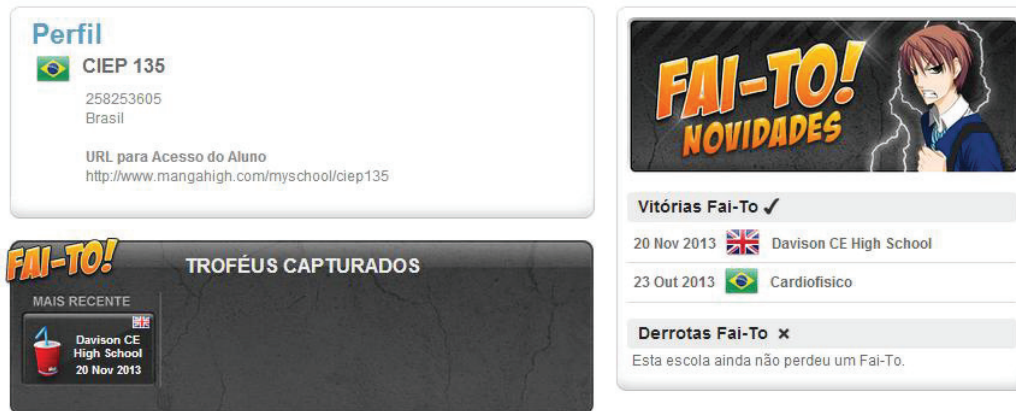 Perfil
CIEP 135
258253605
Brasil
URL para Acesso do Aluno
http://www.mangahigh.com/myschool/ciep135
FAI-TO!
TROFÉUS CAPTURADOS
MAIS RECENTE
Davison CE
High School
20 Nov 2013
FAI-TO!
NOVIDADES
Vitórias Fai-To ✓
20 Nov 2013 Davison CE High School
23 Out 2013 Cardiofisico
Derrotas Fai-To ×
Esta escola ainda não perdeu um Fai-To.